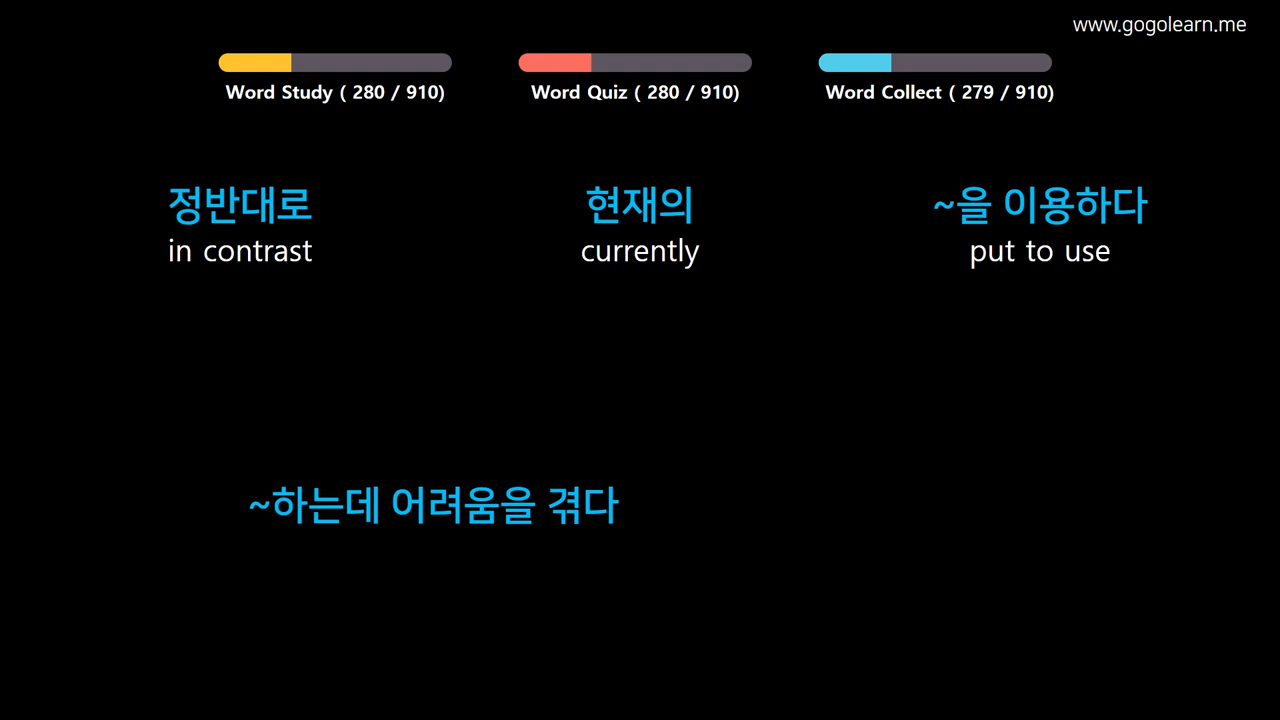 www.gogolearn.me
Word Study ( 280 / 910)
Word Quiz ( 280 / 910)
Word Collect ( 279 / 910)
정반대로
in contrast
현재의
currently
~을 이용하다
put to use
~하는데 어려움을 겪다